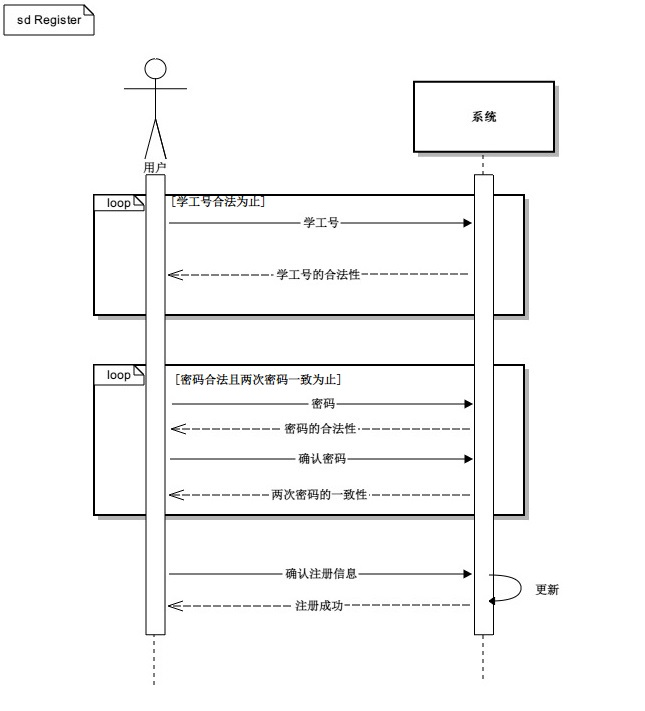 sd Register
系统
用户
loop
[学工号合法为止]
学工号
学工号的合法性
loop
[密码合法且两次密码一致为止]
密码
密码的合法性
确认密码
两次密码的一致性
确认注册信息
更新
注册成功